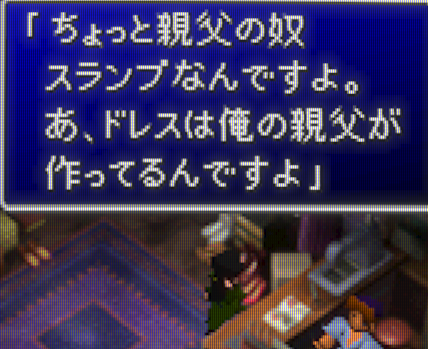 「ちょっと親父の奴
スランプなんですよ。
あ、ドレスは俺の親父が
作ってるんですよ」